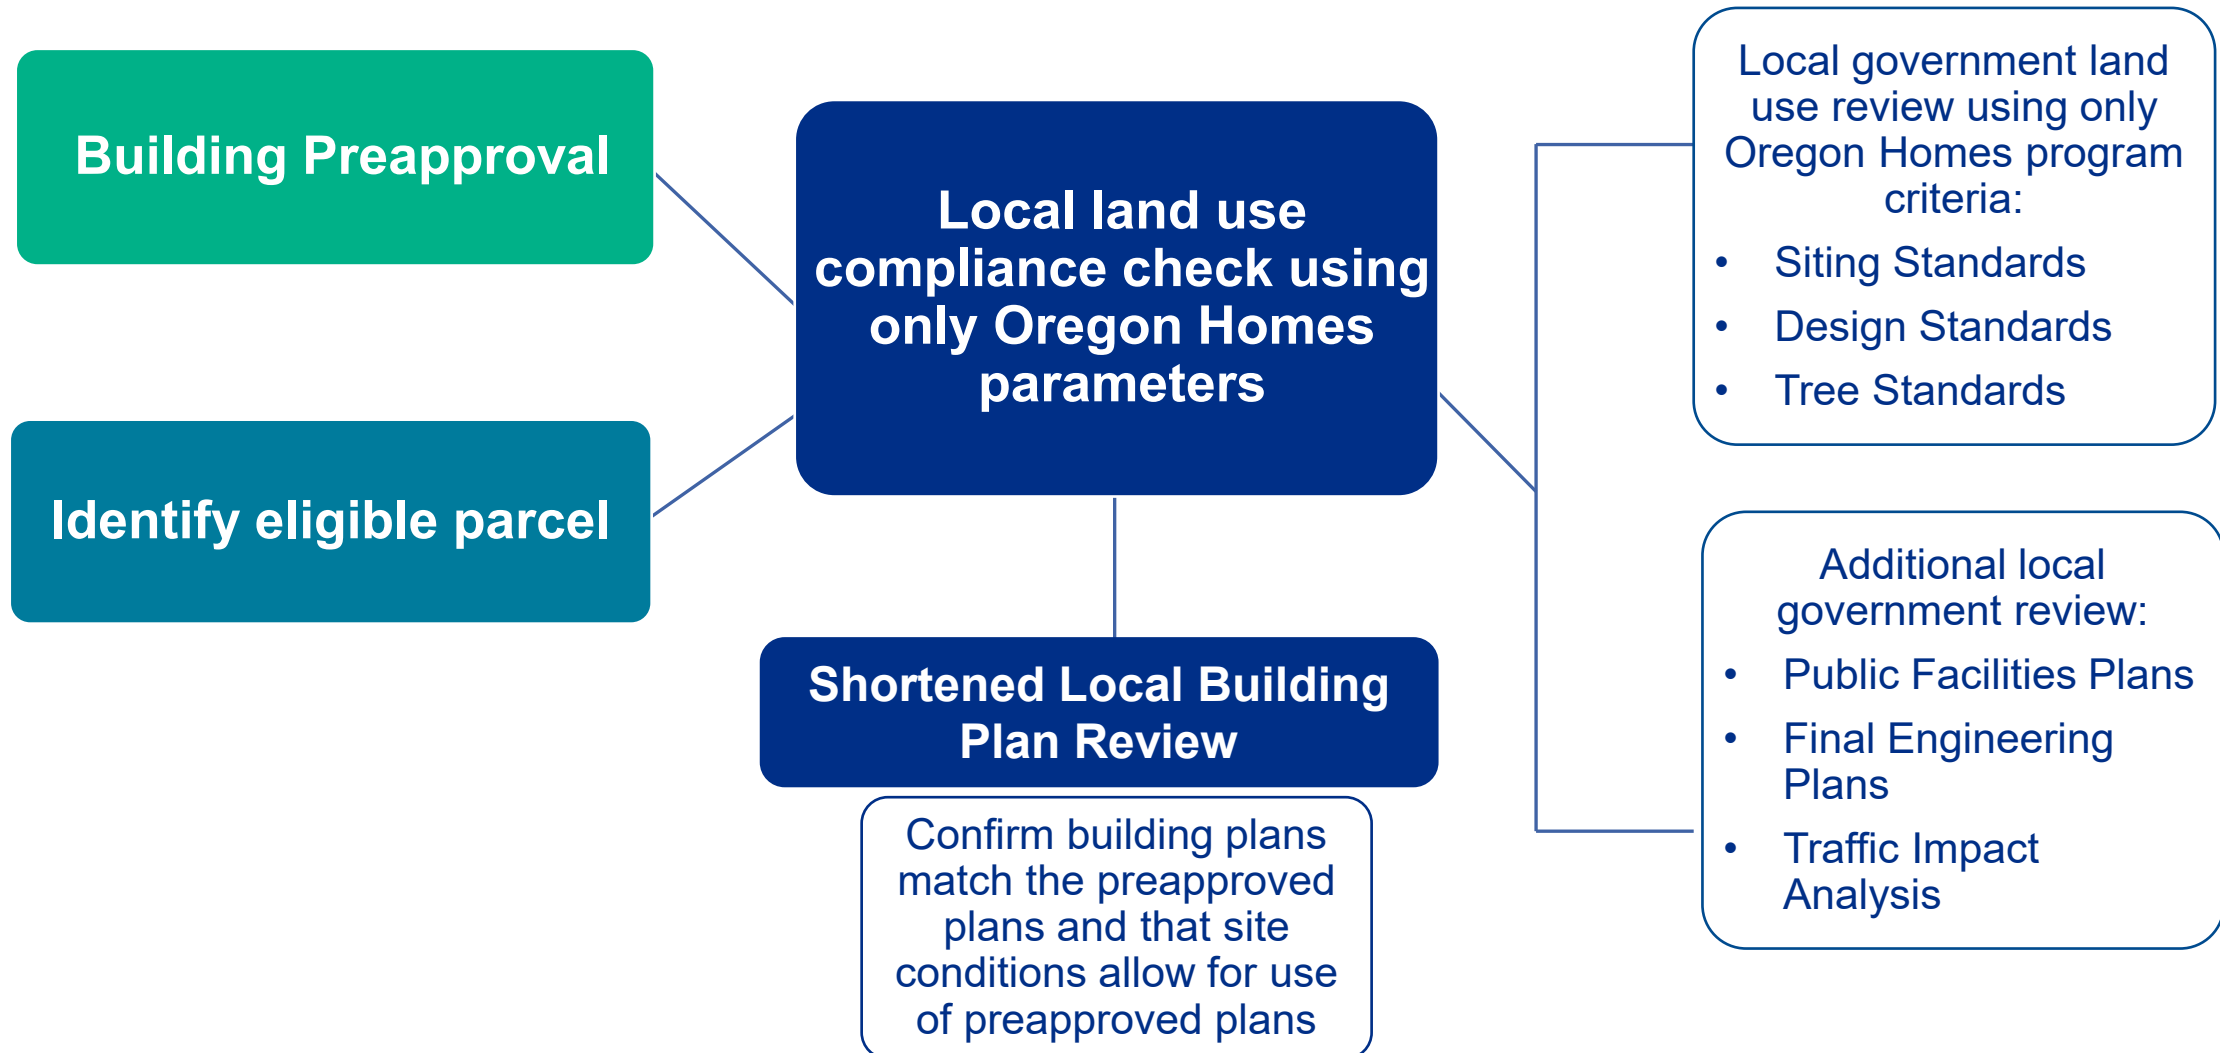 Building Preapproval
Identify eligible parcel
Local land use
compliance check using
only Oregon Homes
parameters
Shortened Local Building
Plan Review
Confirm building plans
match the preapproved
plans and that site
conditions allow for use
of preapproved plans
Local government land
use review using only
Oregon Homes program
criteria:
• Siting Standards
• Design Standards
• Tree Standards
Additional local
government review:
• Public Facilities Plans
• Final Engineering
Plans
• Traffic Impact
Analysis